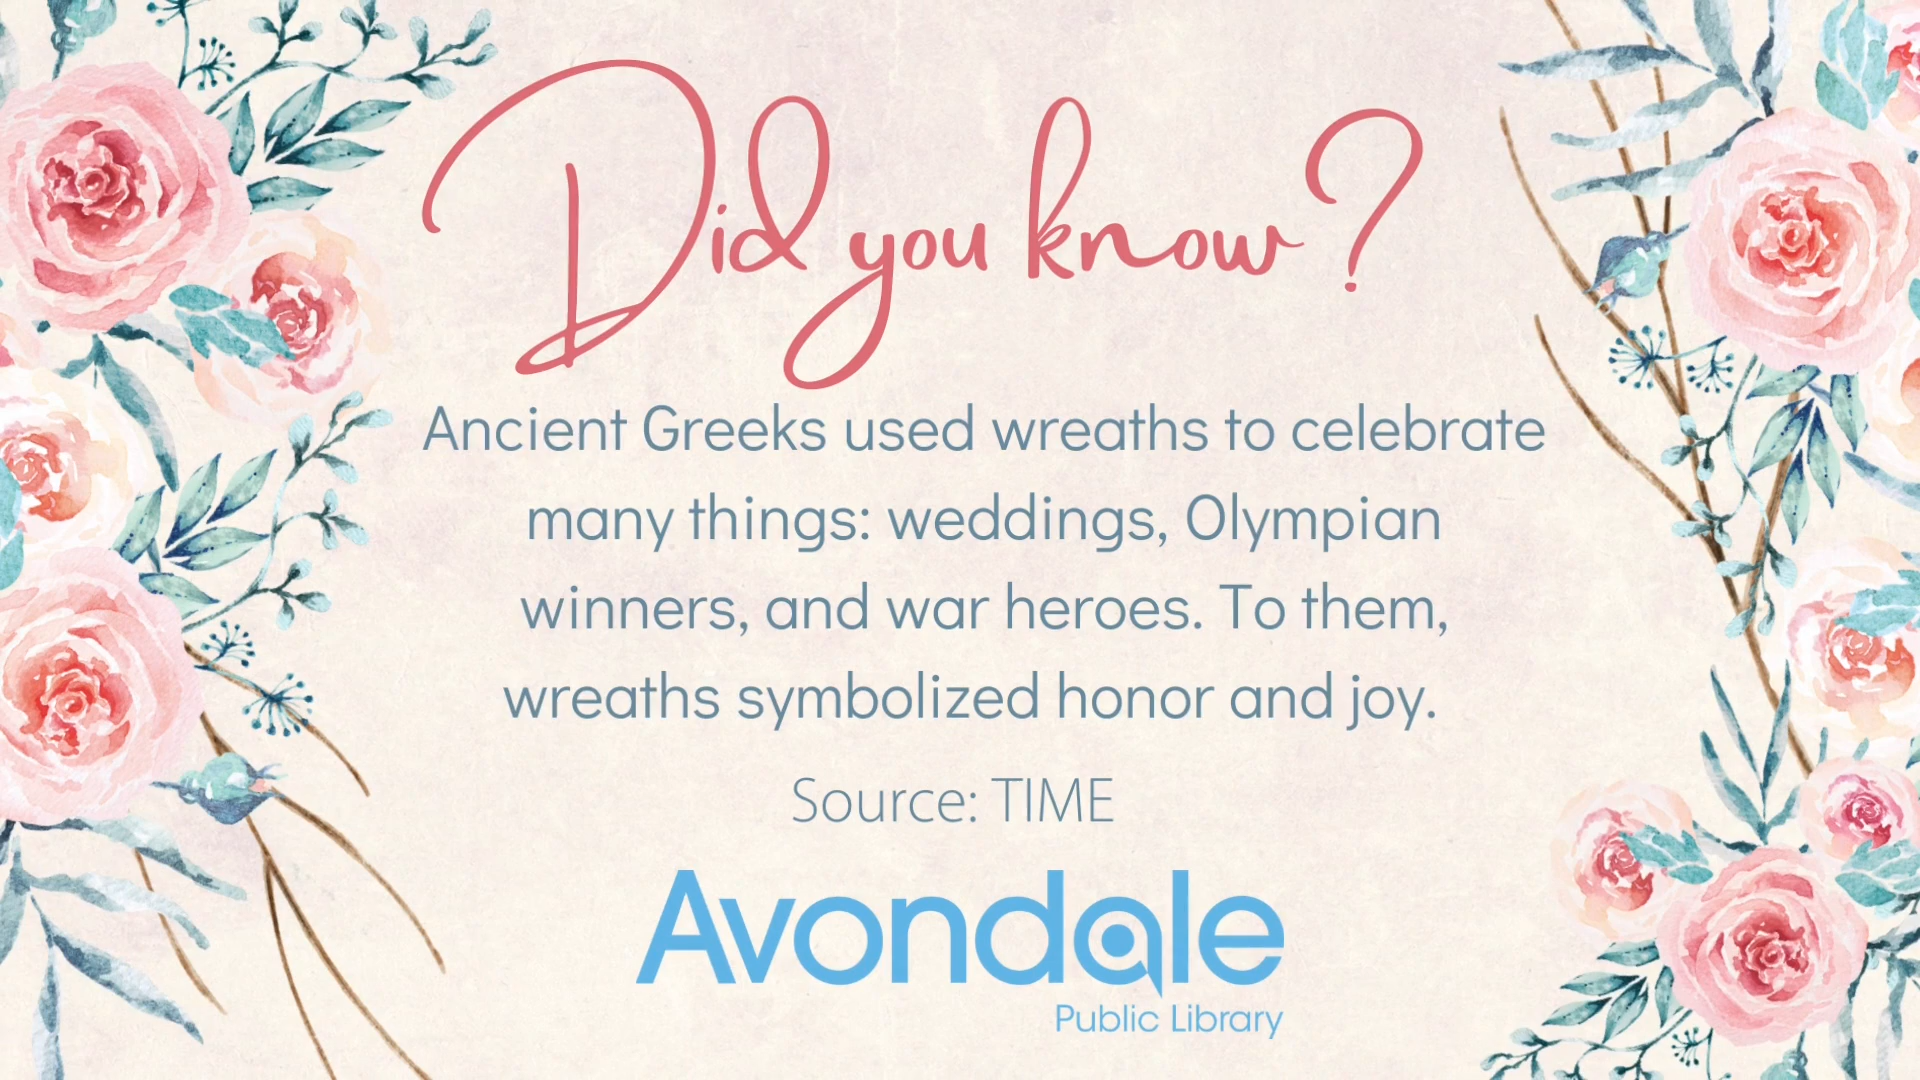 Did you know?
Ancient Greeks used wreaths to celebrate
many things: weddings, Olympian
winners, and war heroes. To them,
wreaths symbolized honor and joy.
Source: TIME
Avondale
Public Library